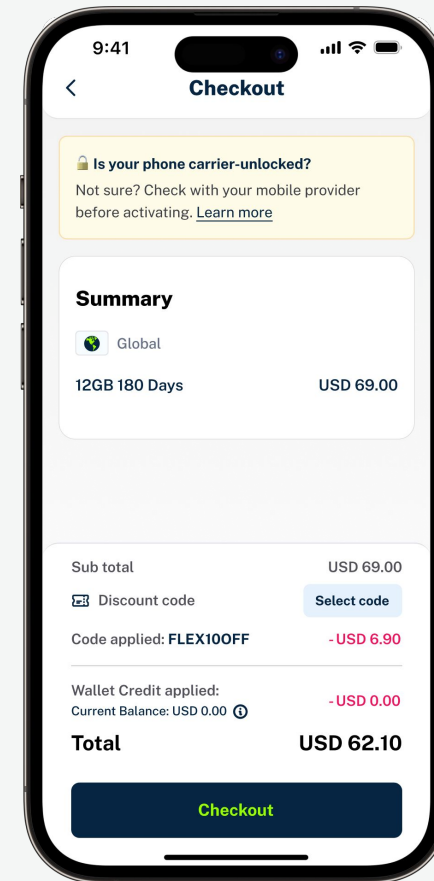 9:41
Checkout
🔒 Is your phone carrier-unlocked?
Not sure? Check with your mobile provider
before activating. Learn more
Summary
Global
12GB 180 Days USD 69.00
Sub total USD 69.00
Discount code Select code
Code applied: FLEX10OFF - USD 6.90
Wallet Credit applied:
Current Balance: USD 0.00 - USD 0.00
Total USD 62.10
Checkout